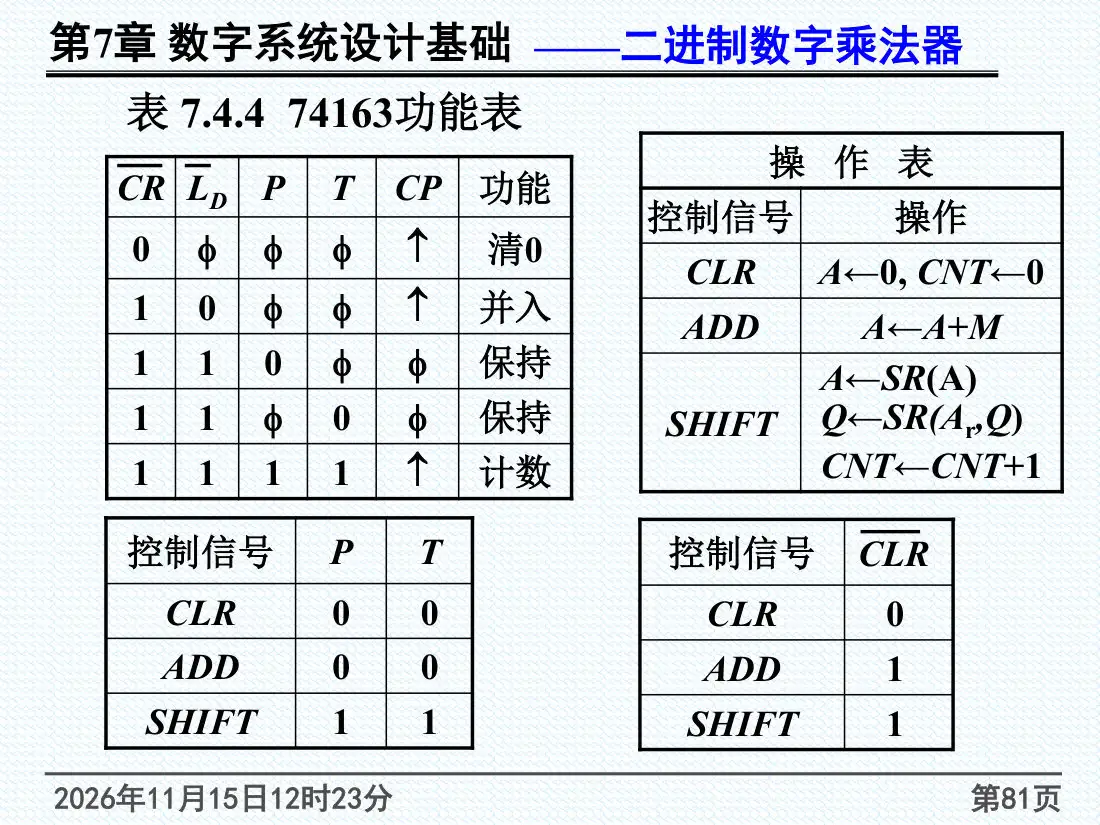 第7章 数字系统设计基础 ——二进制数字乘法器
表 7.4.4 74163功能表
C̅R̅ L̅D P T CP 功能
0 ϕ ϕ ϕ ↑ 清0
1 0 ϕ ϕ ↑ 并入
1 1 0 ϕ ϕ 保持
1 1 ϕ 0 ϕ 保持
1 1 1 1 ↑ 计数
操 作 表
控制信号 操作
CLR A←0, CNT←0
ADD A←A+M
SHIFT A←SR(A)
Q←SR(Ar,Q)
CNT←CNT+1
控制信号 P T
CLR 0 0
ADD 0 0
SHIFT 1 1
控制信号 C̅L̅R̅
CLR 0
ADD 1
SHIFT 1
2026年11月15日12时23分
第81页